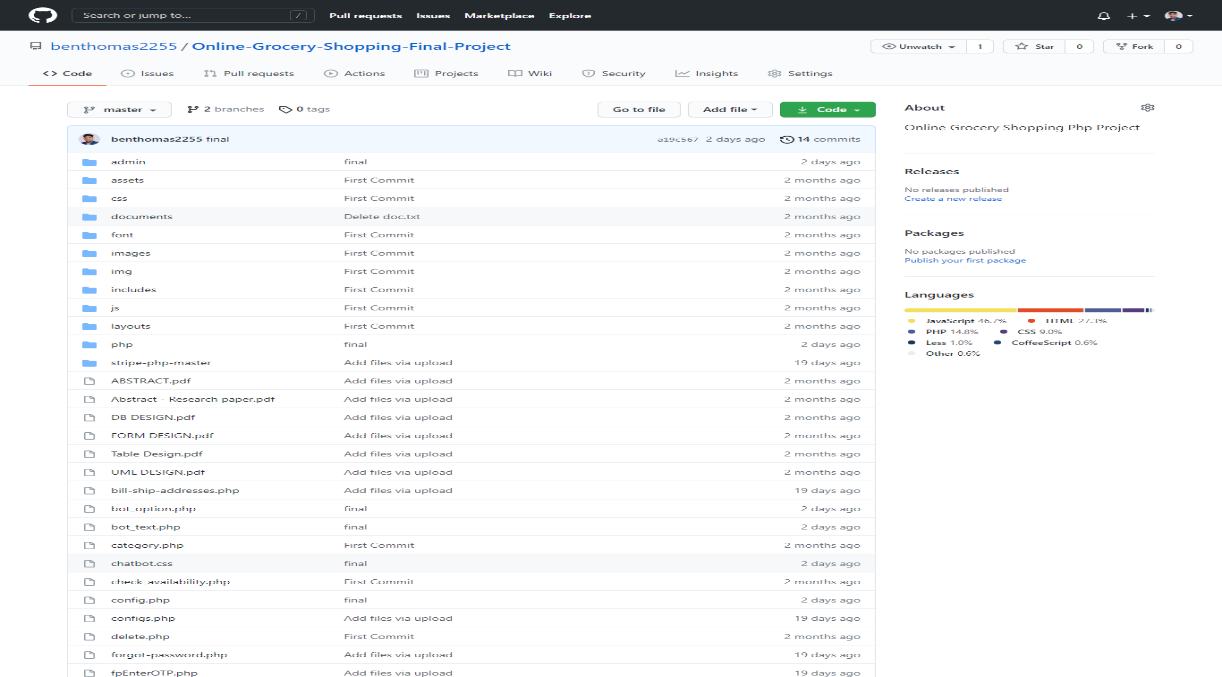 Search or jump to... / Pull requests Issues Marketplace Explore
benthomas2255 / Online-Grocery-Shopping-Final-Project Unwatch 1 Star 0 Fork 0
Code Issues Pull requests Actions Projects Wiki Security Insights Settings
master 2 branches 0 tags Go to file Add file Code
benthomas2255 final a19c567 2 days ago 14 commits
admin final 2 days ago
assets First Commit 2 months ago
css First Commit 2 months ago
documents Delete doc.txt 2 months ago
font First Commit 2 months ago
images First Commit 2 months ago
img First Commit 2 months ago
includes First Commit 2 months ago
js First Commit 2 months ago
layouts First Commit 2 months ago
php final 2 days ago
stripe-php-master Add files via upload 19 days ago
ABSTRACT.pdf Add files via upload 2 months ago
Abstract - Research paper.pdf Add files via upload 2 months ago
DB DESIGN.pdf Add files via upload 2 months ago
FORM DESIGN.pdf Add files via upload 2 months ago
Table Design.pdf Add files via upload 2 months ago
UML DESIGN.pdf Add files via upload 2 months ago
bill-ship-addresses.php Add files via upload 19 days ago
bot_option.php final 2 days ago
bot_text.php final 2 days ago
category.php First Commit 2 months ago
chatbot.css final 2 days ago
check_availability.php First Commit 2 months ago
config.php final 2 days ago
configs.php Add files via upload 19 days ago
delete.php First Commit 2 months ago
forgot-password.php Add files via upload 19 days ago
fpEnterOTP.php Add files via upload 19 days ago
About
Online Grocery Shopping Php Project
Releases
No releases published
Create a new release
Packages
No packages published
Publish your first package
Languages
JavaScript 46.7% HTML 27.3%
PHP 14.8% CSS 9.0%
Less 1.0% CoffeeScript 0.6%
Other 0.6%